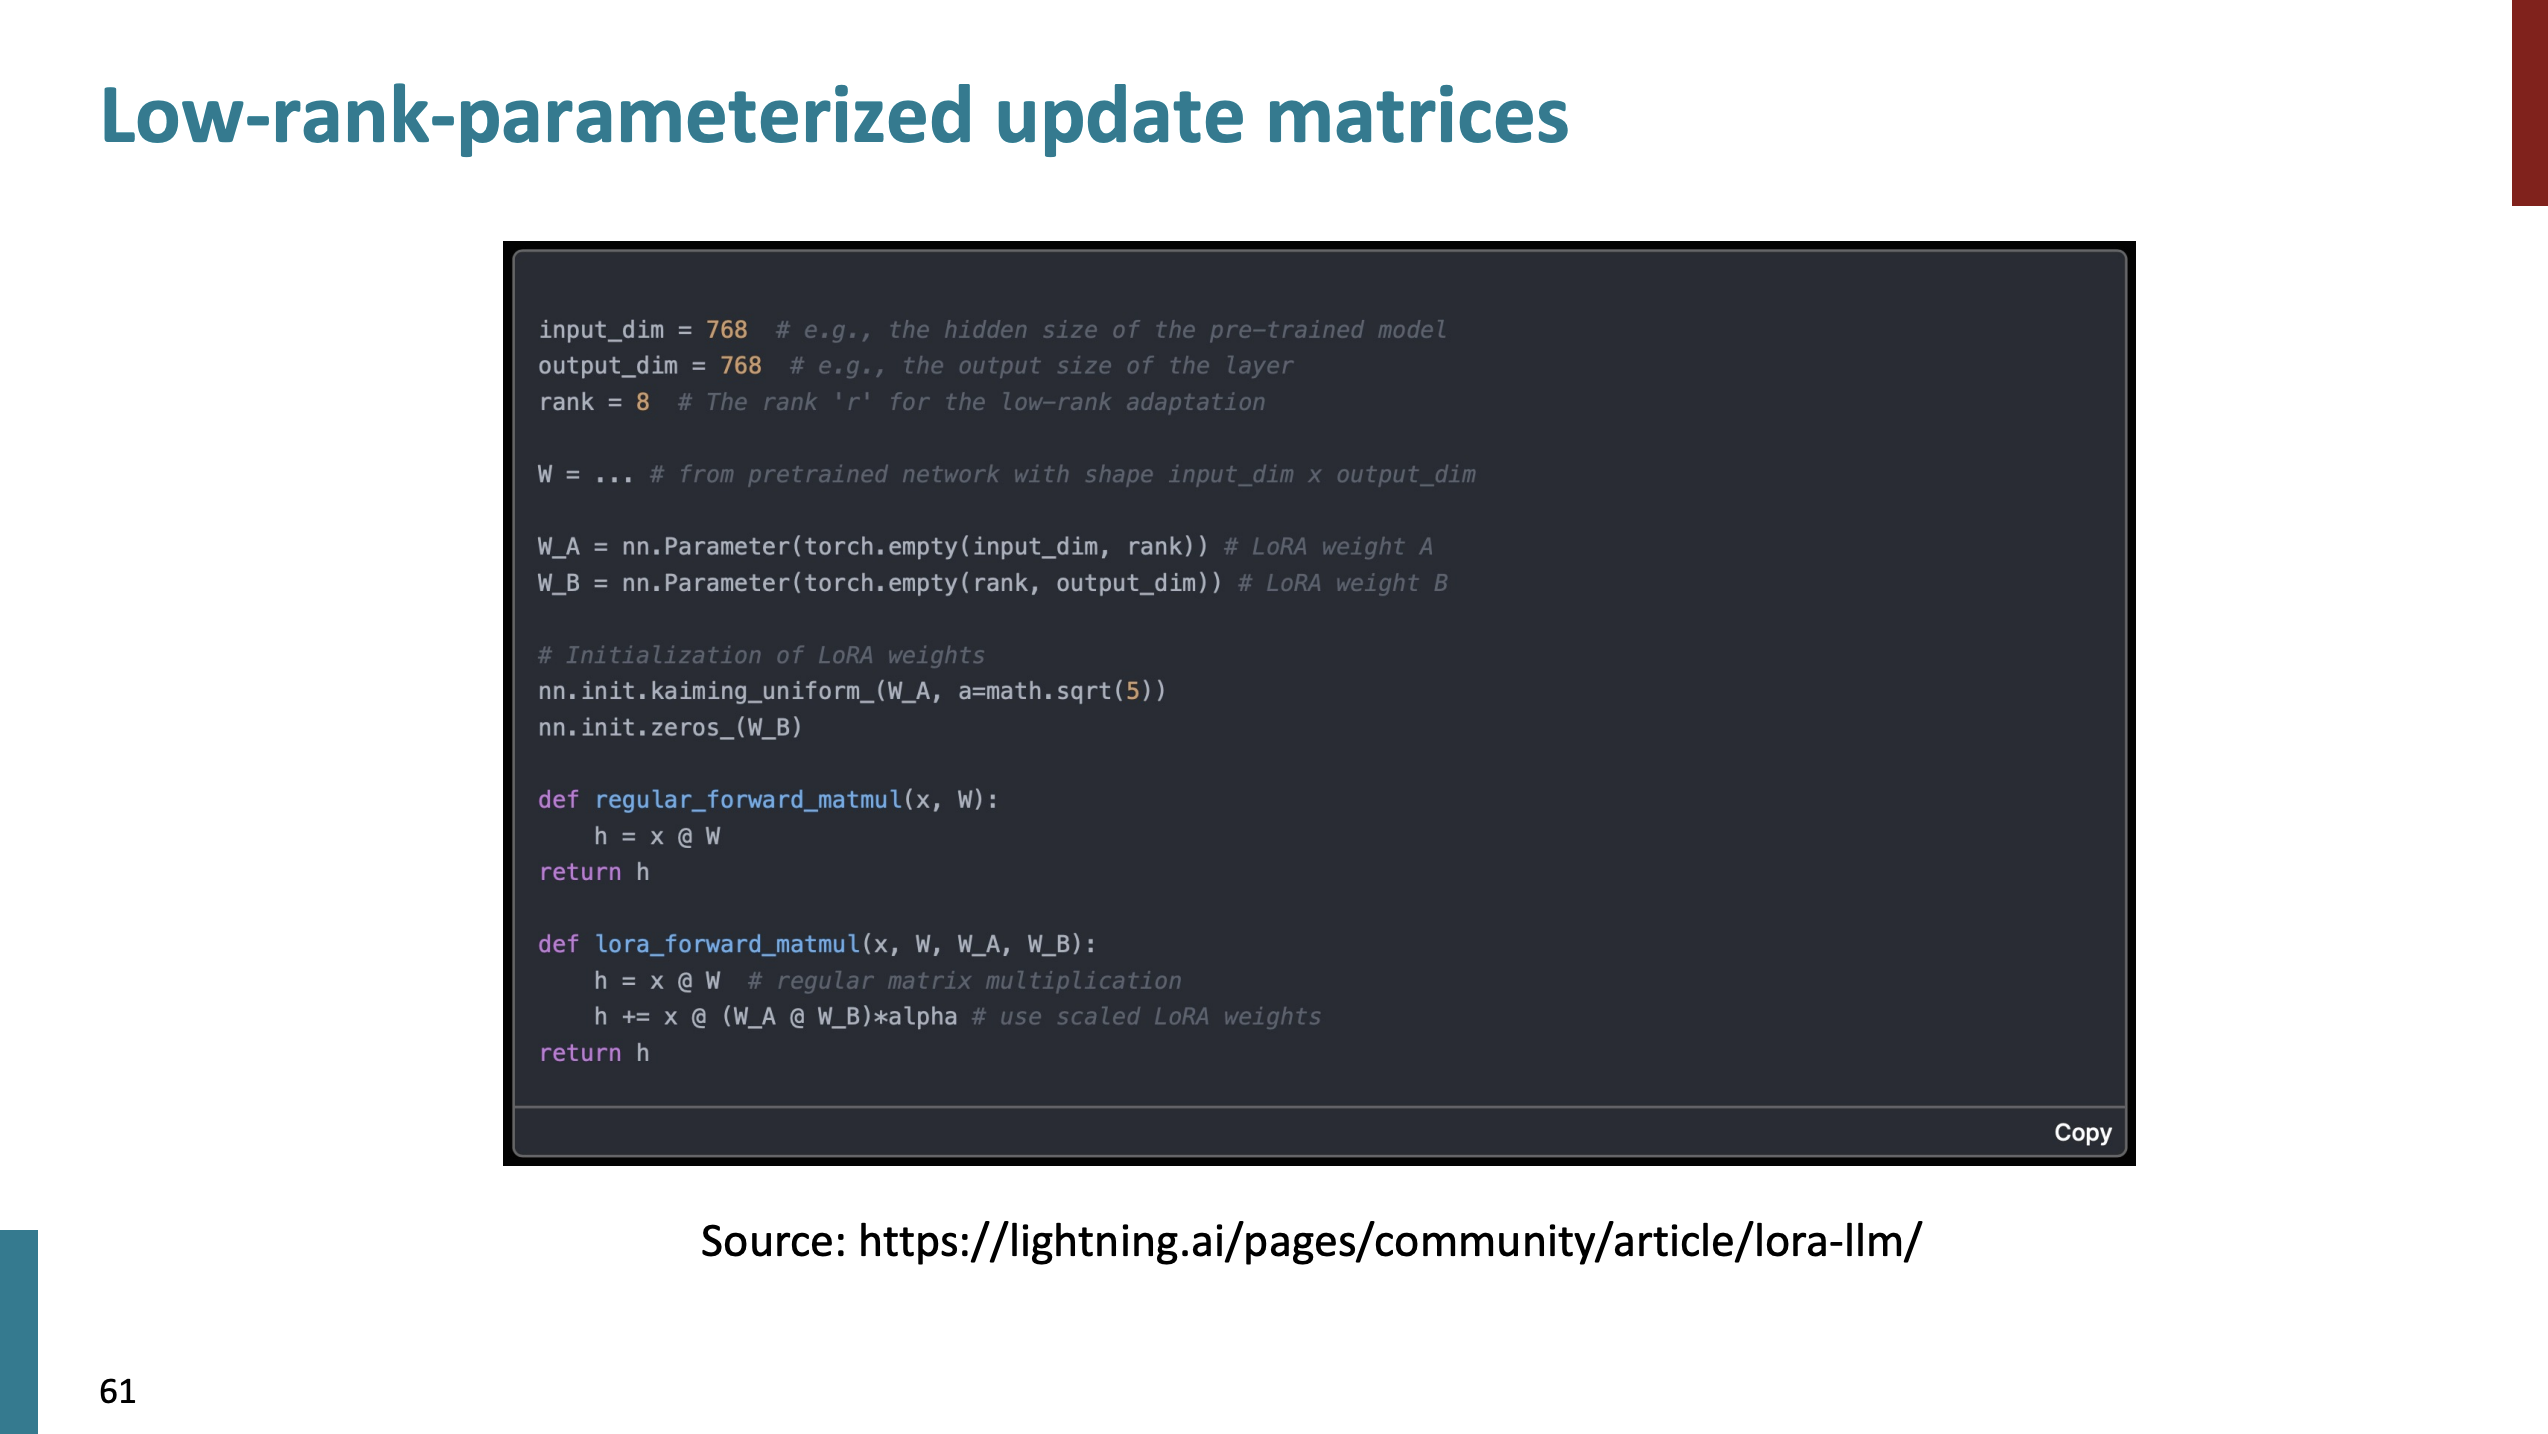 Low-rank-parameterized update matrices
input_dim = 768  # e.g., the hidden size of the pre-trained model
output_dim = 768  # e.g., the output size of the layer
rank = 8  # The rank 'r' for the low-rank adaptation
W = ... # from pretrained network with shape input_dim x output_dim
W_A = nn.Parameter(torch.empty(input_dim, rank)) # LoRA weight A
W_B = nn.Parameter(torch.empty(rank, output_dim)) # LoRA weight B
# Initialization of LoRA weights
nn.init.kaiming_uniform_(W_A, a=math.sqrt(5))
nn.init.zeros_(W_B)
def regular_forward_matmul(x, W):
    h = x @ W
return h
def lora_forward_matmul(x, W, W_A, W_B):
    h = x @ W  # regular matrix multiplication
    h += x @ (W_A @ W_B)*alpha # use scaled LoRA weights
return h
Copy
Source: https://lightning.ai/pages/community/article/lora-llm/
61